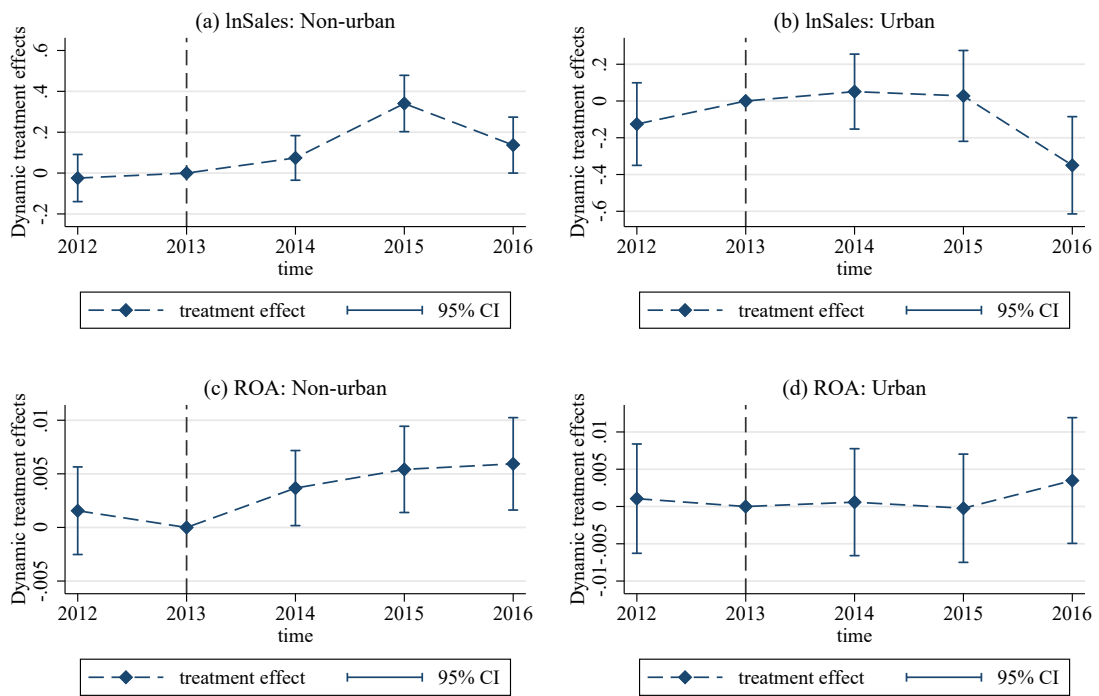 (a) lnSales: Non-urban
Dynamic treatment effects
.6
.4
.2
0
-.2
2012 2013 2014 2015 2016
time
treatment effect 95% CI
(b) lnSales: Urban
Dynamic treatment effects
.2
0
-.2
-.4
-.6
2012 2013 2014 2015 2016
time
treatment effect 95% CI
(c) ROA: Non-urban
Dynamic treatment effects
.01
.005
0
-.005
2012 2013 2014 2015 2016
time
treatment effect 95% CI
(d) ROA: Urban
Dynamic treatment effects
.01
.005
0
-.005
-.01
2012 2013 2014 2015 2016
time
treatment effect 95% CI